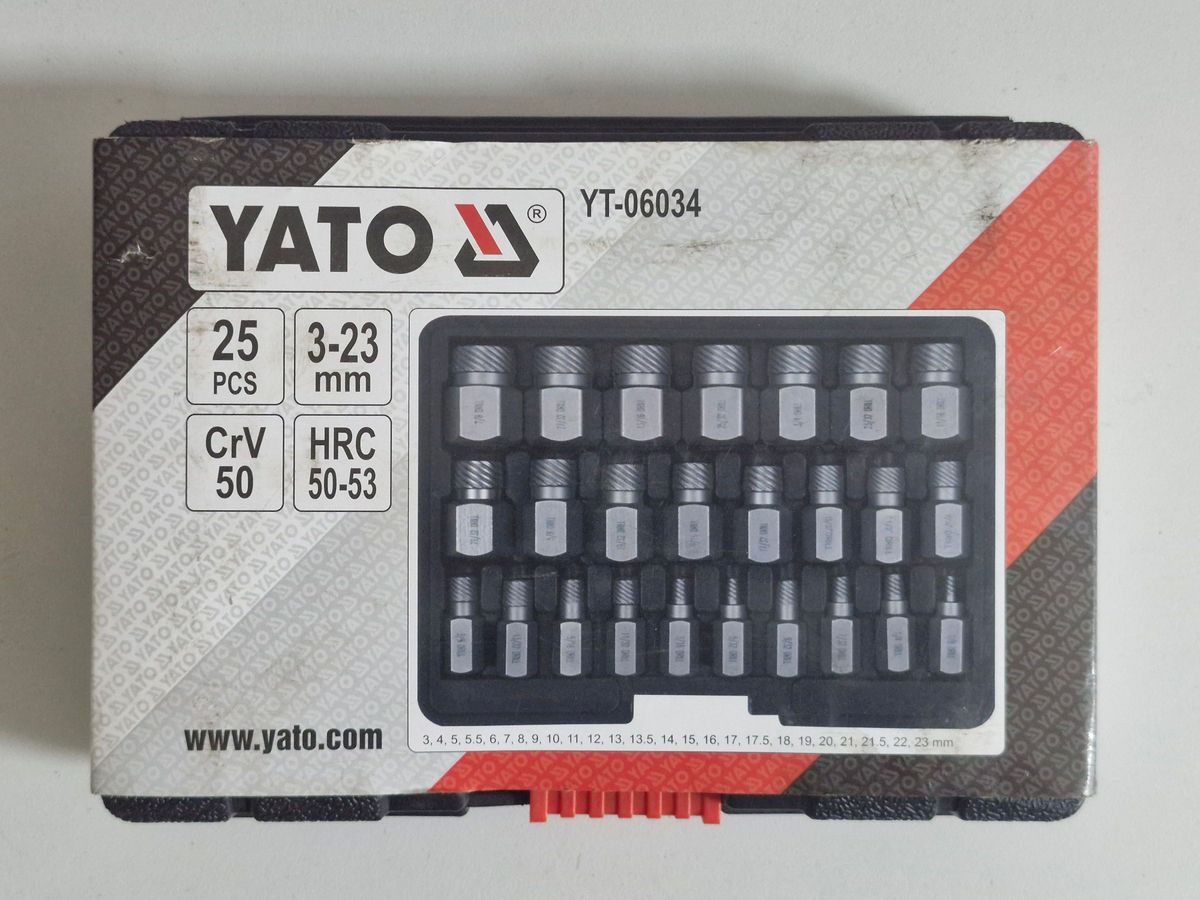 YATO ®
YT-06034
25
PCS
3-23
mm
CrV
50
HRC
50-53
www.yato.com
3, 4, 5, 5.5, 6, 7, 8, 9, 10, 11, 12, 13, 13.5, 14, 15, 16, 17, 17.5, 18, 19, 20, 21, 21.5, 22, 23 mm